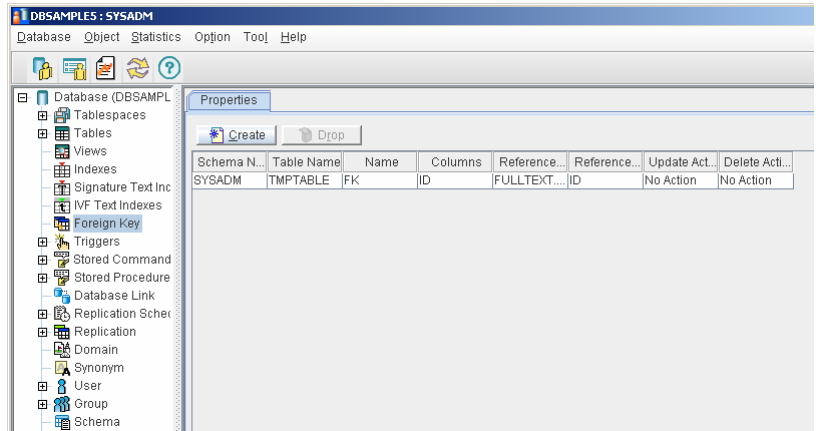 DBSAMPLE5 : SYSADM
Database Object Statistics Option Tool Help
Database (DBSAMPL
Tablespaces
Tables
Views
Indexes
Signature Text Inc
IVF Text Indexes
Foreign Key
Triggers
Stored Command
Stored Procedure
Database Link
Replication Sched
Replication
Domain
Synonym
User
Group
Schema
Properties
Create Drop
Schema N... Table Name Name Columns Reference... Reference... Update Act... Delete Acti...
SYSADM TMPTABLE FK ID FULLTEXT.... ID No Action No Action